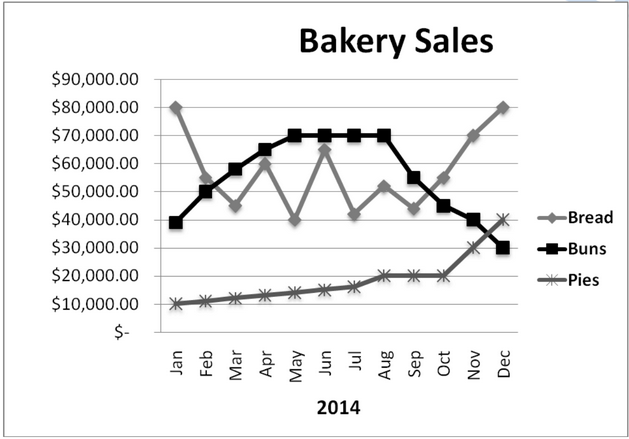 Bakery Sales
$90,000.00
$80,000.00
$70,000.00
$60,000.00
$50,000.00
$40,000.00
$30,000.00
$20,000.00
$10,000.00
$-
Jan Feb Mar Apr May Jun Jul Aug Sep Oct Nov Dec
2014
Bread
Buns
Pies